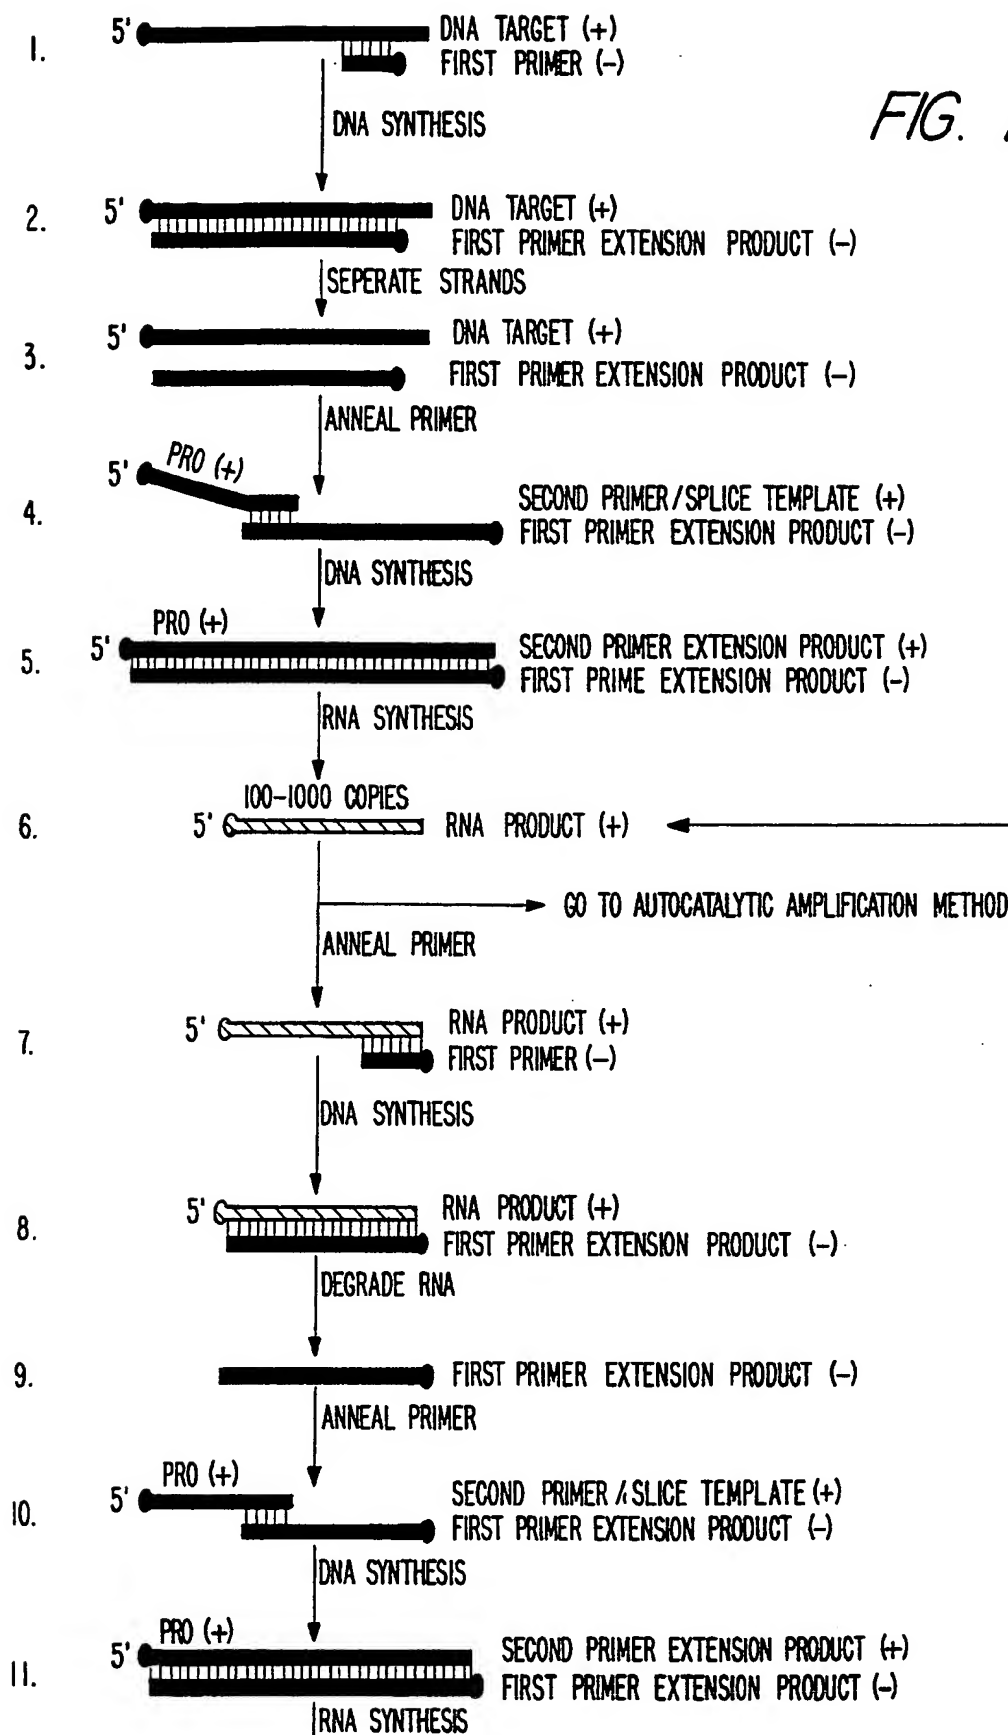 1.
5' DNA TARGET (+)
FIRST PRIMER (-)
DNA SYNTHESIS
FIG.
2.
5' DNA TARGET (+)
FIRST PRIMER EXTENSION PRODUCT (-)
SEPERATE STRANDS
3.
5' DNA TARGET (+)
FIRST PRIMER EXTENSION PRODUCT (-)
ANNEAL PRIMER
4.
5' PRO (+)
SECOND PRIMER/SPLICE TEMPLATE (+)
FIRST PRIMER EXTENSION PRODUCT (-)
DNA SYNTHESIS
5.
PRO (+)
5' SECOND PRIMER EXTENSION PRODUCT (+)
FIRST PRIME EXTENSION PRODUCT (-)
RNA SYNTHESIS
100-1000 COPIES
6.
5' RNA PRODUCT (+)
GO TO AUTOCATALYTIC AMPLIFICATION METHOD
ANNEAL PRIMER
7.
5' RNA PRODUCT (+)
FIRST PRIMER (-)
DNA SYNTHESIS
8.
5' RNA PRODUCT (+)
FIRST PRIMER EXTENSION PRODUCT (-)
DEGRADE RNA
9.
FIRST PRIMER EXTENSION PRODUCT (-)
ANNEAL PRIMER
10.
PRO (+)
5' SECOND PRIMER/SLICE TEMPLATE (+)
FIRST PRIMER EXTENSION PRODUCT (-)
DNA SYNTHESIS
11.
PRO (+)
5' SECOND PRIMER EXTENSION PRODUCT (+)
FIRST PRIMER EXTENSION PRODUCT (-)
RNA SYNTHESIS